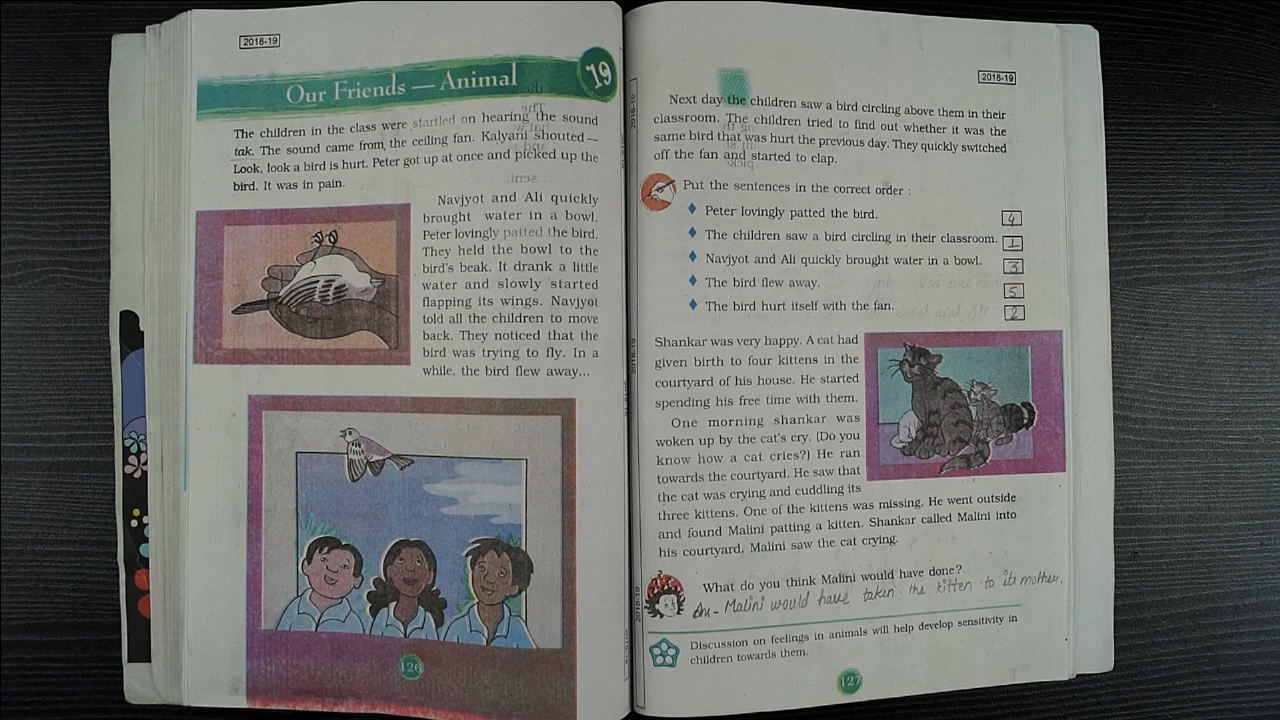 2018-19
Our Friends — Animal
19
The children in the class were startled on hearing the sound
tak. The sound came from the ceiling fan. Kalyani shouted—
Look, look a bird is hurt. Peter got up at once and picked up the
bird. It was in pain.
Navjyot and Ali quickly
brought water in a bowl.
Peter lovingly patted the bird.
They held the bowl to the
bird's beak. It drank a little
water and slowly started
flapping its wings. Navjyot
told all the children to move
back. They noticed that the
bird was trying to fly. In a
while, the bird flew away...
126
2018-19
Next day the children saw a bird circling above them in their
classroom. The children tried to find out whether it was the
same bird that was hurt the previous day. They quickly switched
off the fan and started to clap.
Put the sentences in the correct order :
Peter lovingly patted the bird. 4
The children saw a bird circling in their classroom. 1
Navjyot and Ali quickly brought water in a bowl. 3
The bird flew away. 5
The bird hurt itself with the fan. 2
Shankar was very happy. A cat had
given birth to four kittens in the
courtyard of his house. He started
spending his free time with them.
One morning shankar was
woken up by the cat's cry. (Do you
know how a cat cries?) He ran
towards the courtyard. He saw that
the cat was crying and cuddling its
three kittens. One of the kittens was missing. He went outside
and found Malini patting a kitten. Shankar called Malini into
his courtyard, Malini saw the cat crying.
What do you think Malini would have done?
An - Malini would have taken the kitten to its mother.
Discussion on feelings in animals will help develop sensitivity in
children towards them.
127